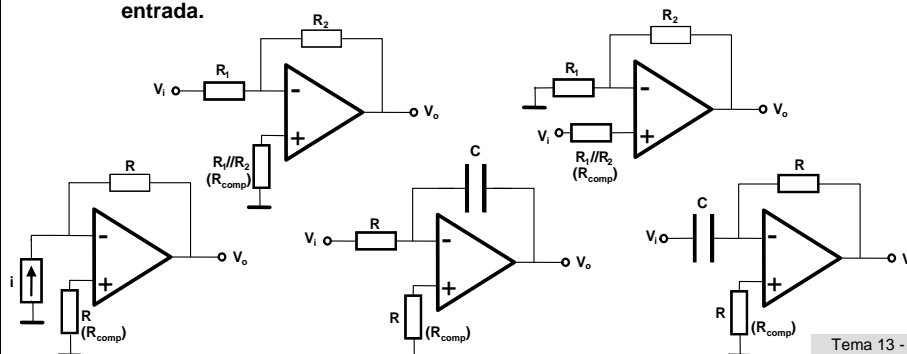 entrada.
R2
R1
Vi
-
+
Vo
R1//R2
(Rcomp)
R2
R1
-
+
Vo
Vi
R1//R2
(Rcomp)
R
-
+
Vo
i
R
(Rcomp)
C
Vi
R
-
+
Vo
R
(Rcomp)
R
C
Vi
-
+
V
R
(Rcomp)
Tema 13 -